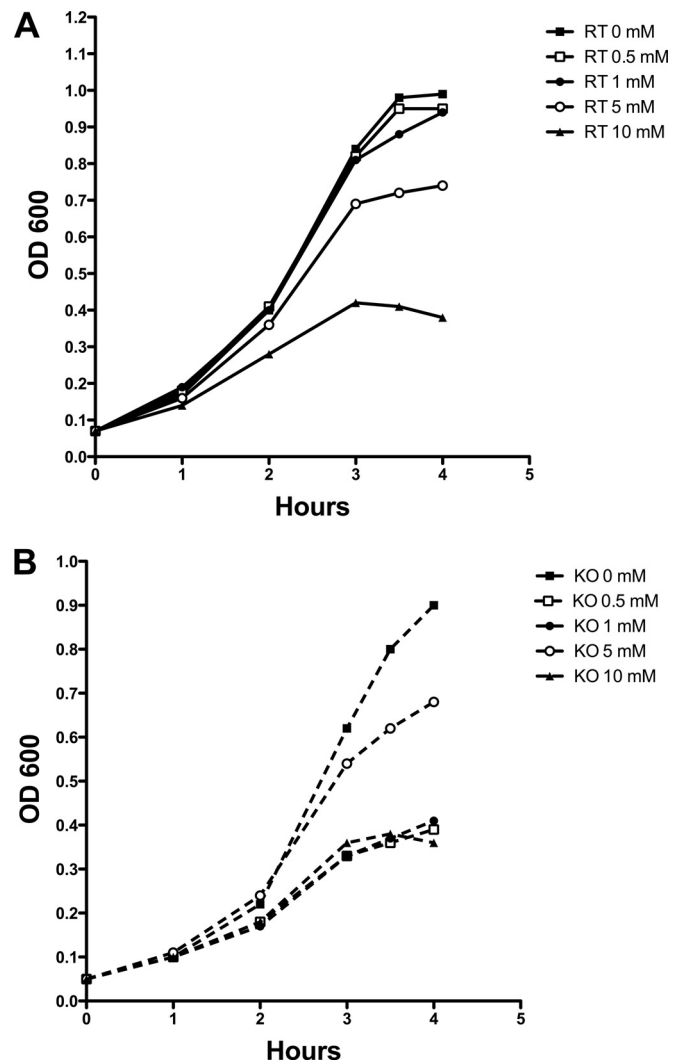 A
1.2
1.1
1.0
0.9
0.8
0.7
0.6
0.5
0.4
0.3
0.2
0.1
0.0
OD 600
0 1 2 3 4 5
Hours
RT 0 mM
RT 0.5 mM
RT 1 mM
RT 5 mM
RT 10 mM
B
1.0
0.9
0.8
0.7
0.6
0.5
0.4
0.3
0.2
0.1
0.0
OD 600
0 1 2 3 4 5
Hours
KO 0 mM
KO 0.5 mM
KO 1 mM
KO 5 mM
KO 10 mM